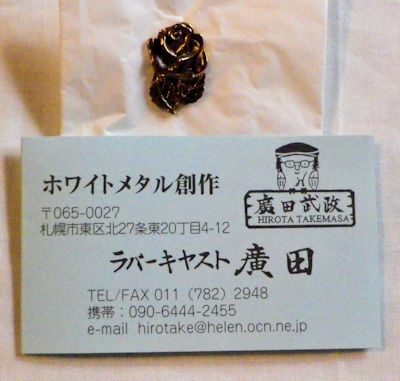 ホワイトメタル創作
廣田武政
HIROTA TAKEMASA
〒065-0027
札幌市東区北27条東20丁目4-12
ラバーキャスト 廣田
TEL/FAX 011 (782) 2948
携帯：090-6444-2455
e-mail hirotake@helen.ocn.ne.jp